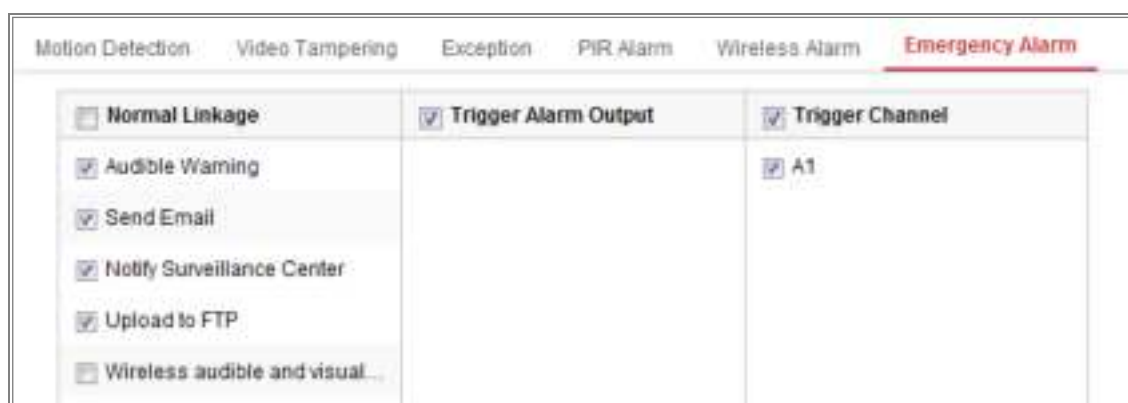 Motion Detection Video Tampering Exception PIR Alarm Wireless Alarm Emergency Alarm
Normal Linkage Trigger Alarm Output Trigger Channel
Audible Warning A1
Send Email
Notify Surveillance Center
Upload to FTP
Wireless audible and visual...